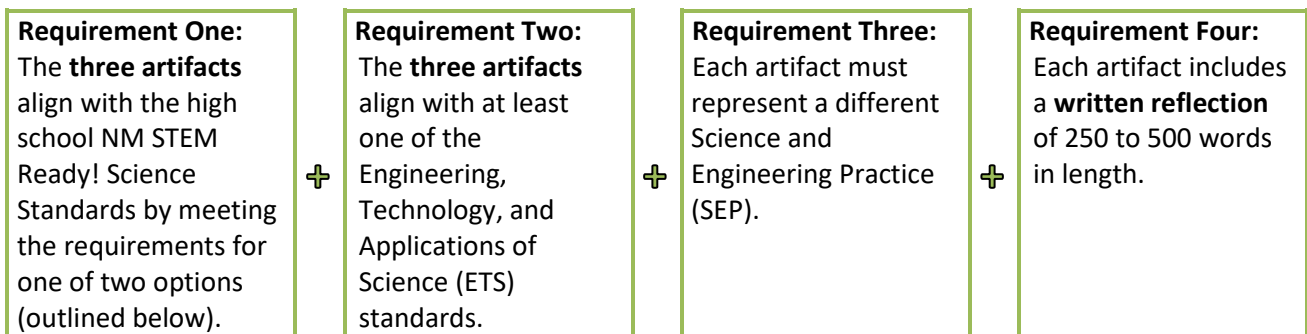 Requirement One:
The three artifacts
align with the high
school NM STEM
Ready! Science
Standards by meeting
the requirements for
one of two options
(outlined below).
+
Requirement Two:
The three artifacts
align with at least
one of the
Engineering,
Technology, and
Applications of
Science (ETS)
standards.
+
Requirement Three:
Each artifact must
represent a different
Science and
Engineering Practice
(SEP).
+
Requirement Four:
Each artifact includes
a written reflection
of 250 to 500 words
in length.